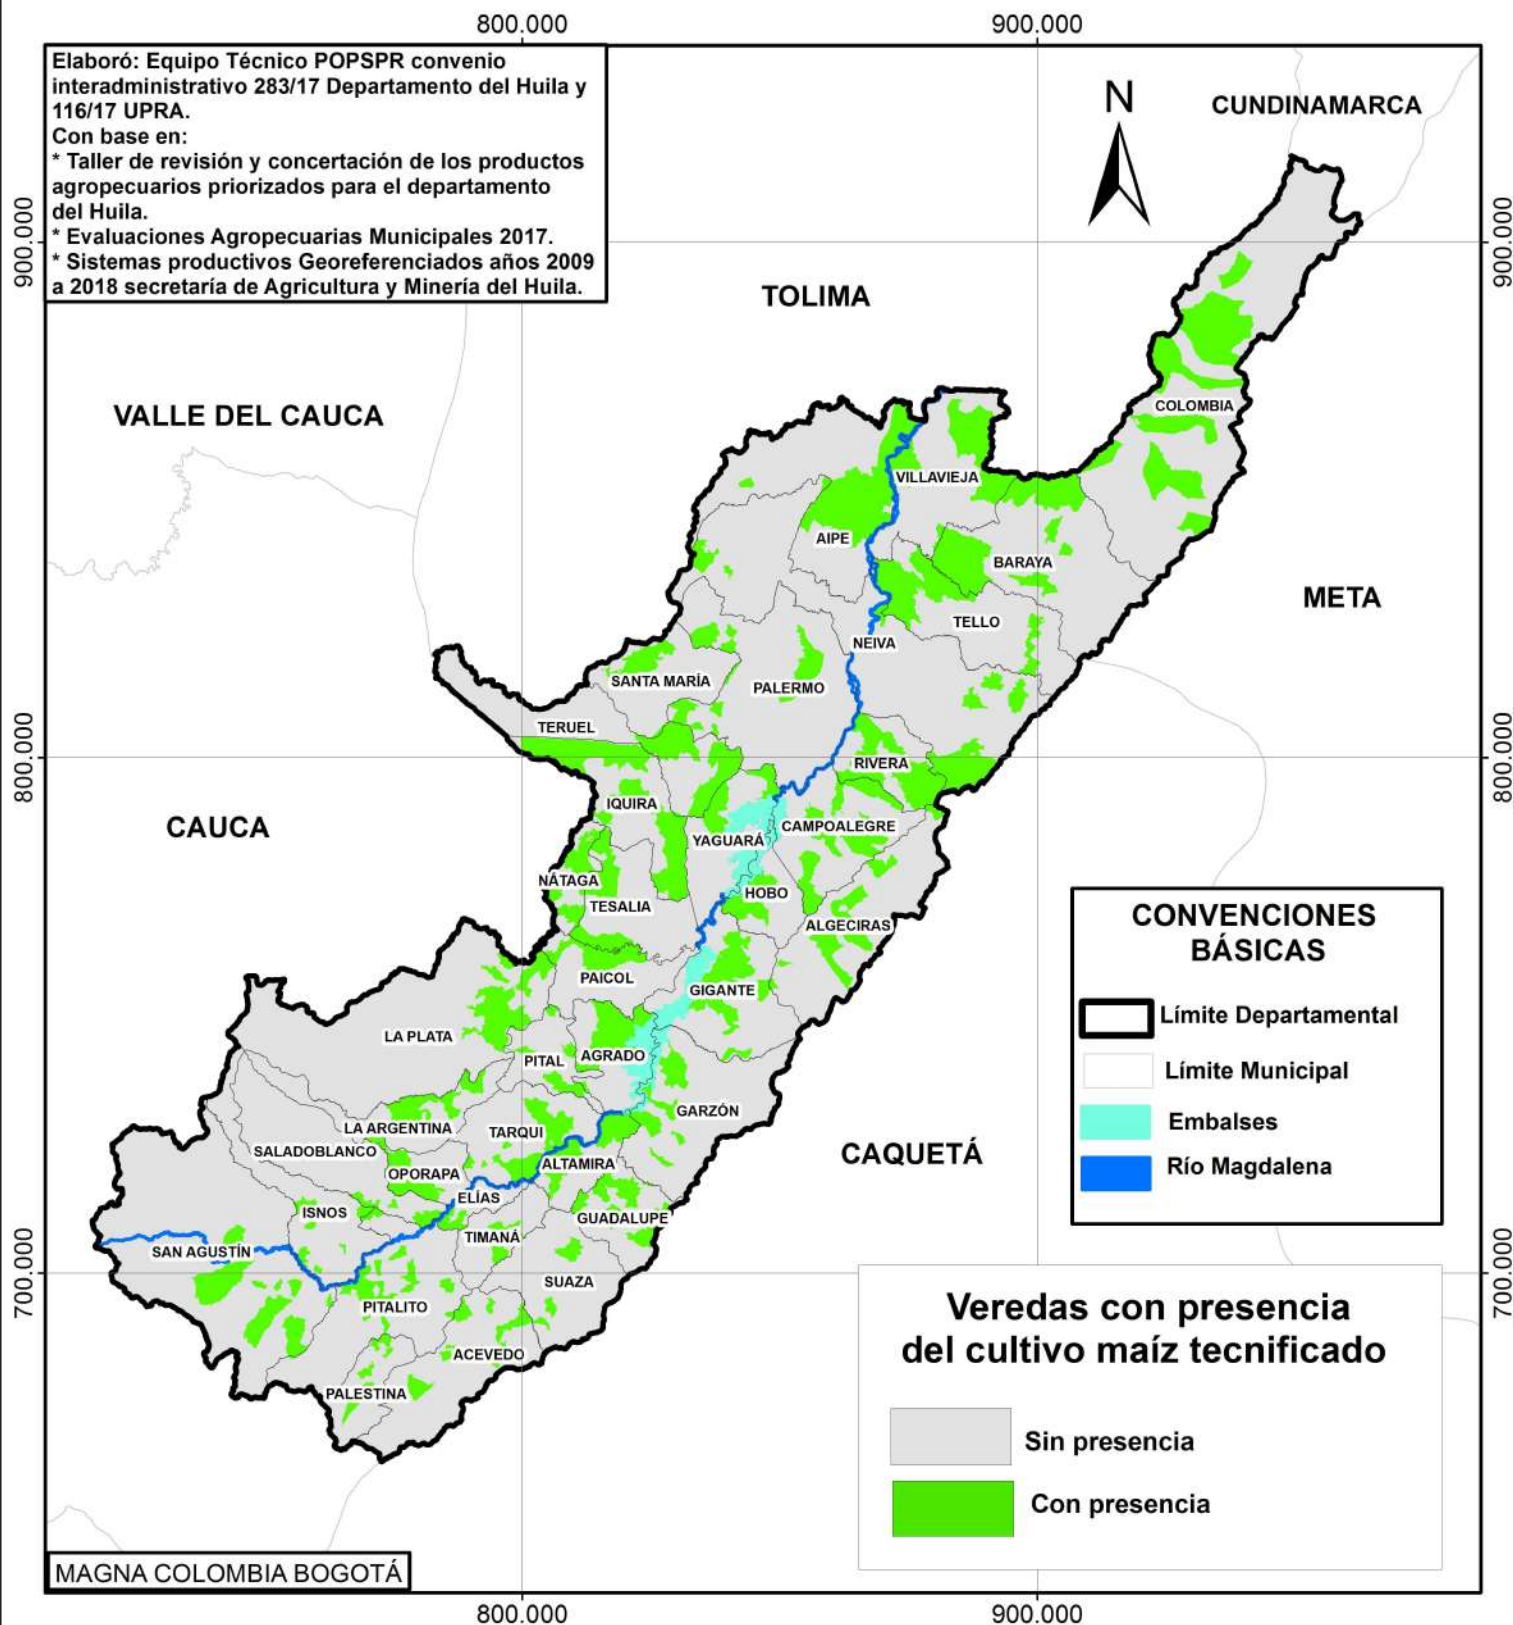 800.000
900.000
Elaboró: Equipo Técnico POPSPR convenio
interadministrativo 283/17 Departamento del Huila y
116/17 UPRA.
Con base en:
* Taller de revisión y concertación de los productos
agropecuarios priorizados para el departamento
del Huila.
* Evaluaciones Agropecuarias Municipales 2017.
* Sistemas productivos Georeferenciados años 2009
a 2018 secretaría de Agricultura y Minería del Huila.
N
CUNDINAMARCA
900.000
900.000
TOLIMA
VALLE DEL CAUCA
COLOMBIA
VILLAVIEJA
AIPE
BARAYA
META
TELLO
NEIVA
SANTA MARÍA
PALERMO
TERUEL
800.000
800.000
RIVERA
IQUIRA
CAUCA
CAMPOALEGRE
YAGUARÁ
NÁTAGA
HOBO
TESALIA
ALGECIRAS
PAICOL
GIGANTE
LA PLATA
PITAL
AGRADO
GARZÓN
LA ARGENTINA
TARQUI
SALADOBLANCO
ALTAMIRA
OPORAPA
CAQUETÁ
ELÍAS
ISNOS
GUADALUPE
TIMANÁ
SAN AGUSTÍN
700.000
700.000
SUAZA
PITALITO
ACEVEDO
PALESTINA
CONVENCIONES
BÁSICAS
Límite Departamental
Límite Municipal
Embalses
Río Magdalena
Veredas con presencia
del cultivo maíz tecnificado
Sin presencia
Con presencia
MAGNA COLOMBIA BOGOTÁ
800.000
900.000